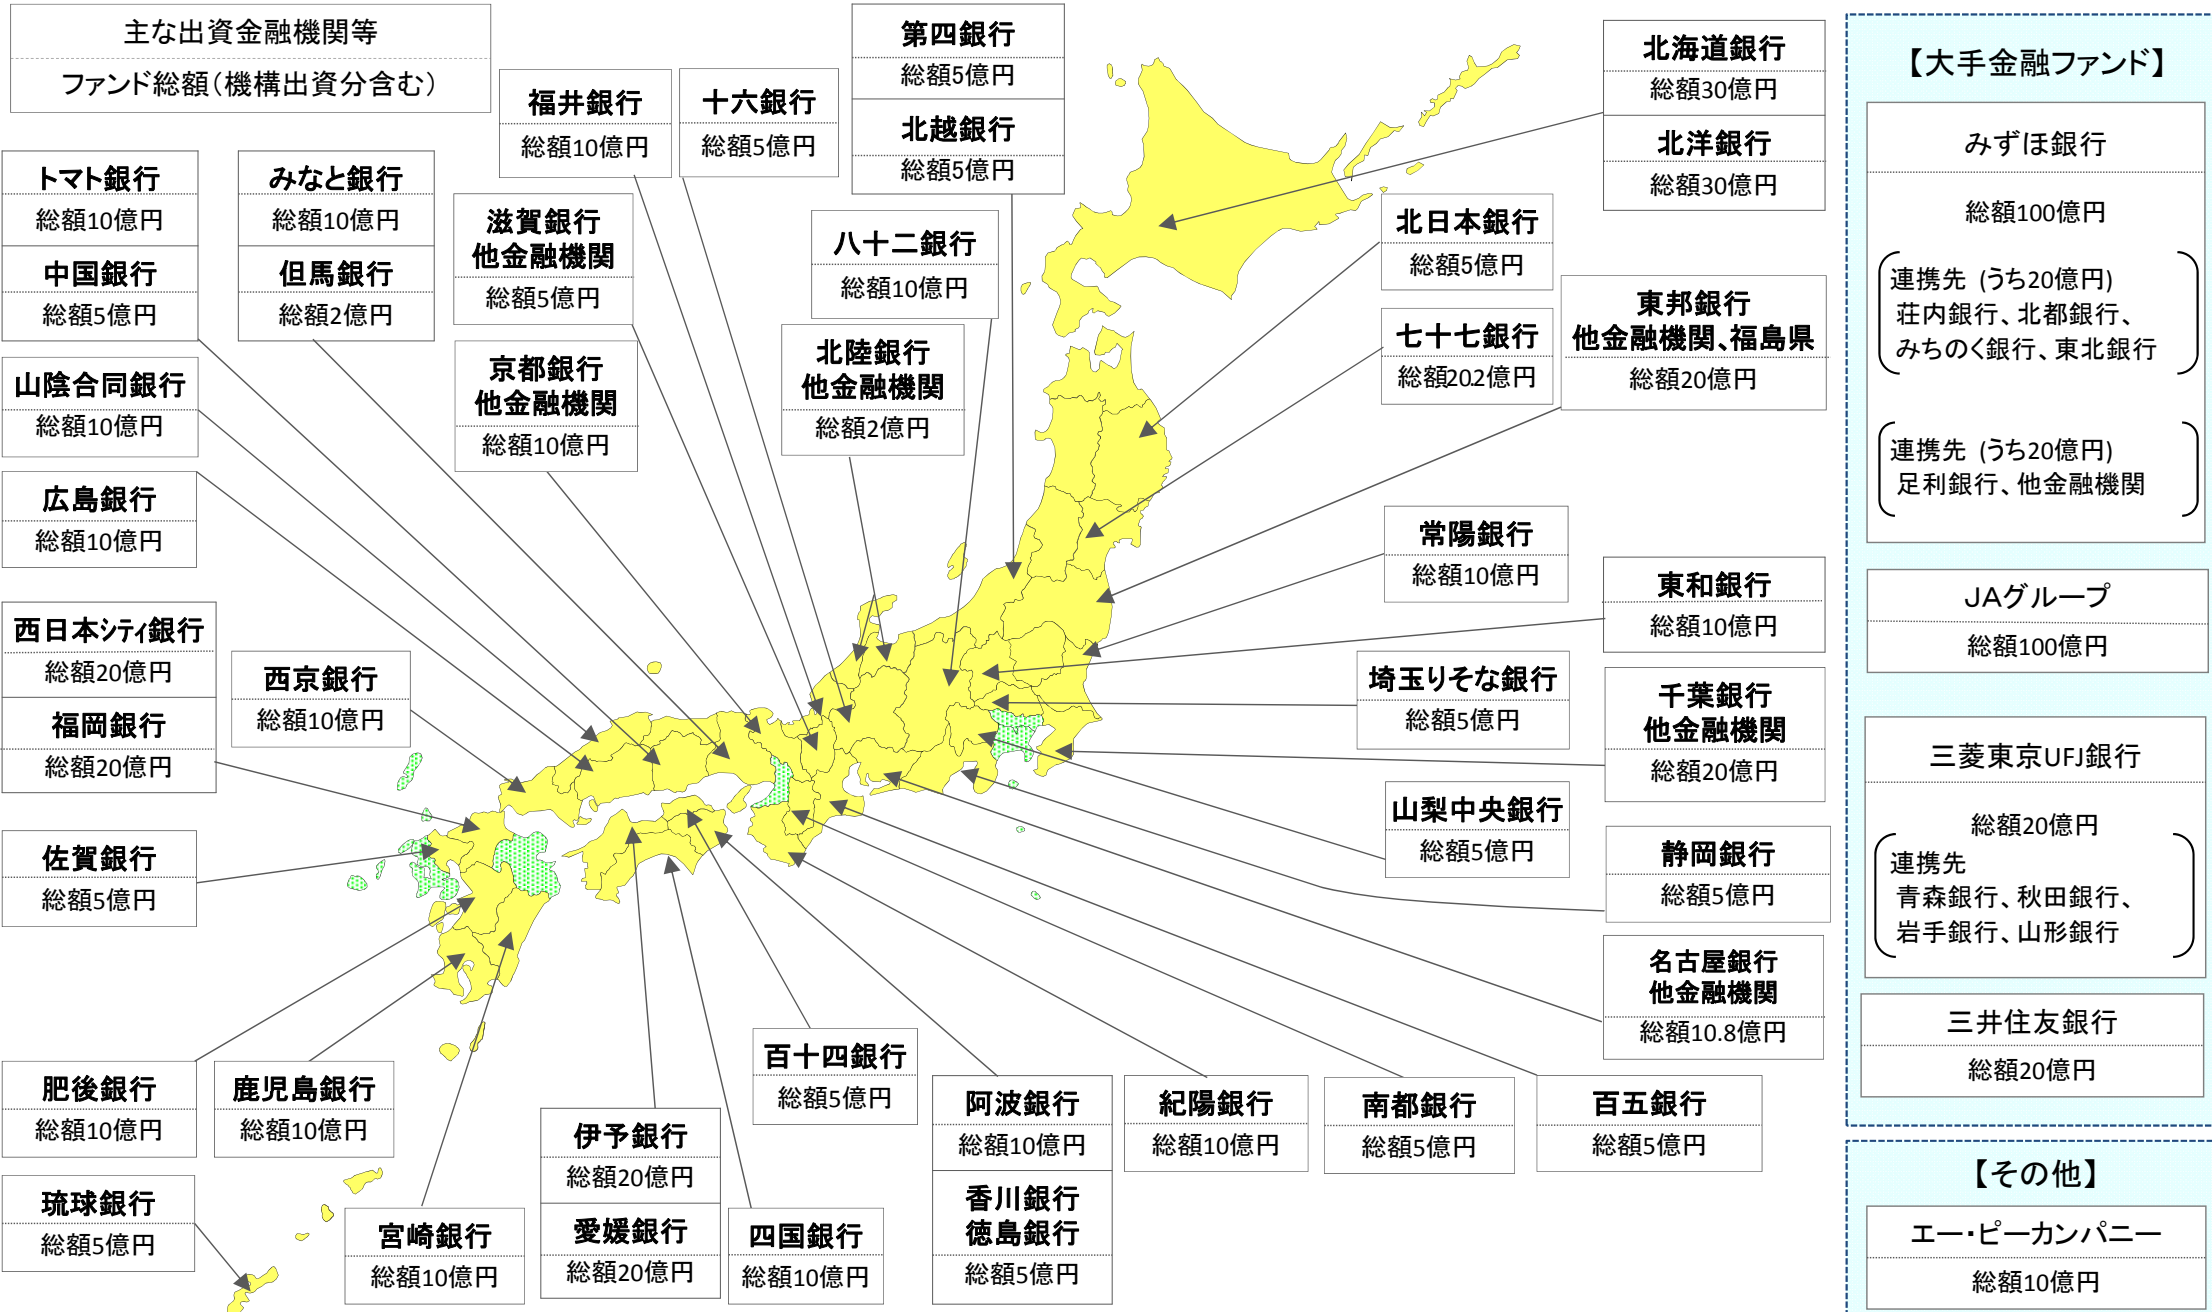 主な出資金融機関等
ファンド総額（機構出資分含む）
福井銀行
総額10億円
十六銀行
総額5億円
第四銀行
総額5億円
北越銀行
総額5億円
北海道銀行
総額30億円
北洋銀行
総額30億円
トマト銀行
総額10億円
中国銀行
総額5億円
みなと銀行
総額10億円
但馬銀行
総額2億円
滋賀銀行
他金融機関
総額5億円
八十二銀行
総額10億円
北日本銀行
総額5億円
東邦銀行
他金融機関、福島県
総額20億円
七十七銀行
総額20.2億円
山陰合同銀行
総額10億円
京都銀行
他金融機関
総額10億円
北陸銀行
他金融機関
総額2億円
広島銀行
総額10億円
常陽銀行
総額10億円
東和銀行
総額10億円
西日本シティ銀行
総額20億円
福岡銀行
総額20億円
西京銀行
総額10億円
埼玉りそな銀行
総額5億円
千葉銀行
他金融機関
総額20億円
山梨中央銀行
総額5億円
佐賀銀行
総額5億円
静岡銀行
総額5億円
名古屋銀行
他金融機関
総額10.8億円
肥後銀行
総額10億円
鹿児島銀行
総額10億円
百十四銀行
総額5億円
阿波銀行
総額10億円
香川銀行
徳島銀行
総額5億円
紀陽銀行
総額10億円
南都銀行
総額5億円
百五銀行
総額5億円
伊予銀行
総額20億円
愛媛銀行
総額20億円
琉球銀行
総額5億円
宮崎銀行
総額10億円
四国銀行
総額10億円
【大手金融ファンド】
みずほ銀行
総額100億円
連携先 (うち20億円)
荘内銀行、北都銀行、
みちのく銀行、東北銀行
連携先 (うち20億円)
足利銀行、他金融機関
JAグループ
総額100億円
三菱東京UFJ銀行
総額20億円
連携先
青森銀行、秋田銀行、
岩手銀行、山形銀行
三井住友銀行
総額20億円
【その他】
エー・ピーカンパニー
総額10億円